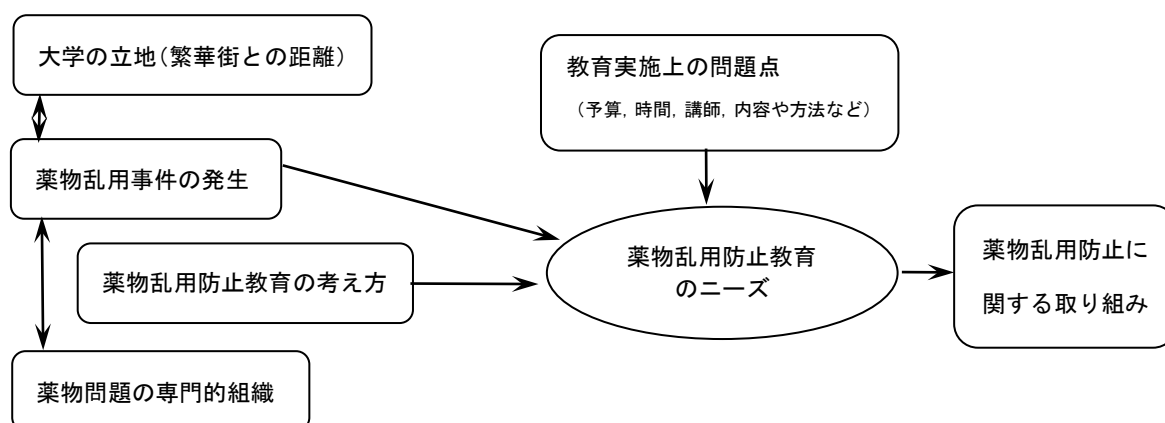 大学の立地（繁華街との距離）
教育実施上の問題点
（予算，時間，講師，内容や方法など）
薬物乱用事件の発生
薬物乱用防止教育
のニーズ
薬物乱用防止に
関する取り組み
薬物乱用防止教育の考え方
薬物問題の専門的組織